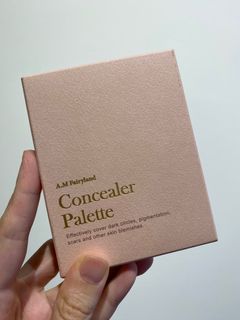 A.M Fairyland
Concealer
Palette
Effectively cover dark circles, pigmentation,
scars and other skin blemishes.